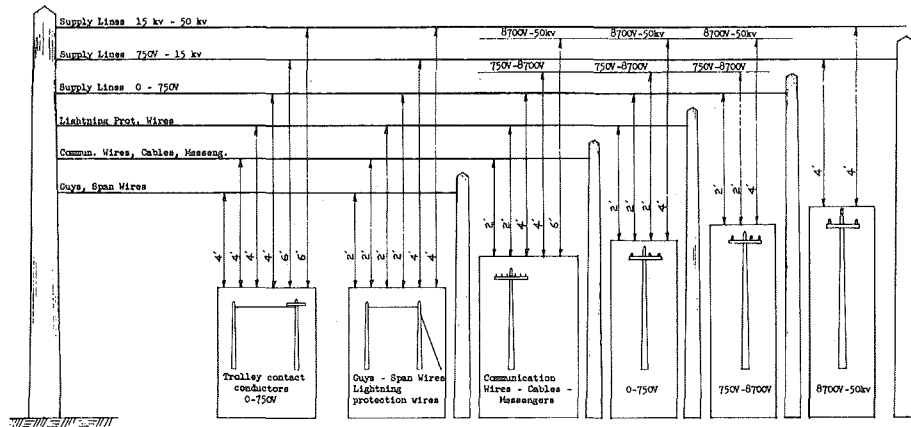 Supply Lines 15 kv - 50 kv
8700V-50kv 8700V-50kv 8700V-50kv
Supply Lines 750V - 15 kv
750V-8700V 750V-8700V 750V-8700V
Supply Lines 0 - 750V
Lightning Prot. Wires
Commun. Wires, Cables, Messeng.
Guys, Span Wires
4' 4' 4' 4' 6' 6'
2' 2' 2' 2' 4' 4'
2' 2' 4' 4' 6'
2' 2' 2' 4'
2' 2' 4'
4' 4'
Trolley contact
conductors
0-750V
Guys - Span Wires
Lightning
protection wires
Communication
Wires - Cables -
Messengers
0-750V
750V-8700V
8700V-50kv